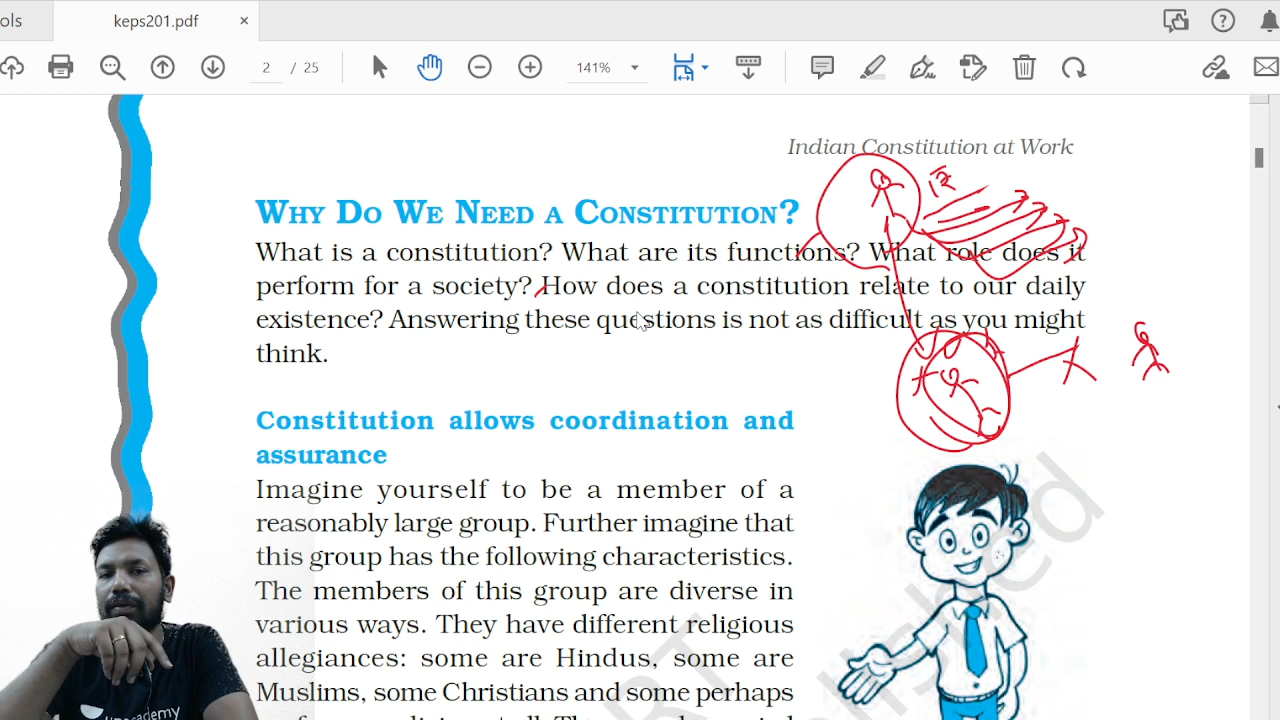 ols
keps201.pdf
2 / 25
141%
Indian Constitution at Work
WHY DO WE NEED A CONSTITUTION?
What is a constitution? What are its functions? What role does it
perform for a society? How does a constitution relate to our daily
existence? Answering these questions is not as difficult as you might
think.
Constitution allows coordination and
assurance
Imagine yourself to be a member of a
reasonably large group. Further imagine that
this group has the following characteristics.
The members of this group are diverse in
various ways. They have different religious
allegiances: some are Hindus, some are
Muslims, some Christians and some perhaps